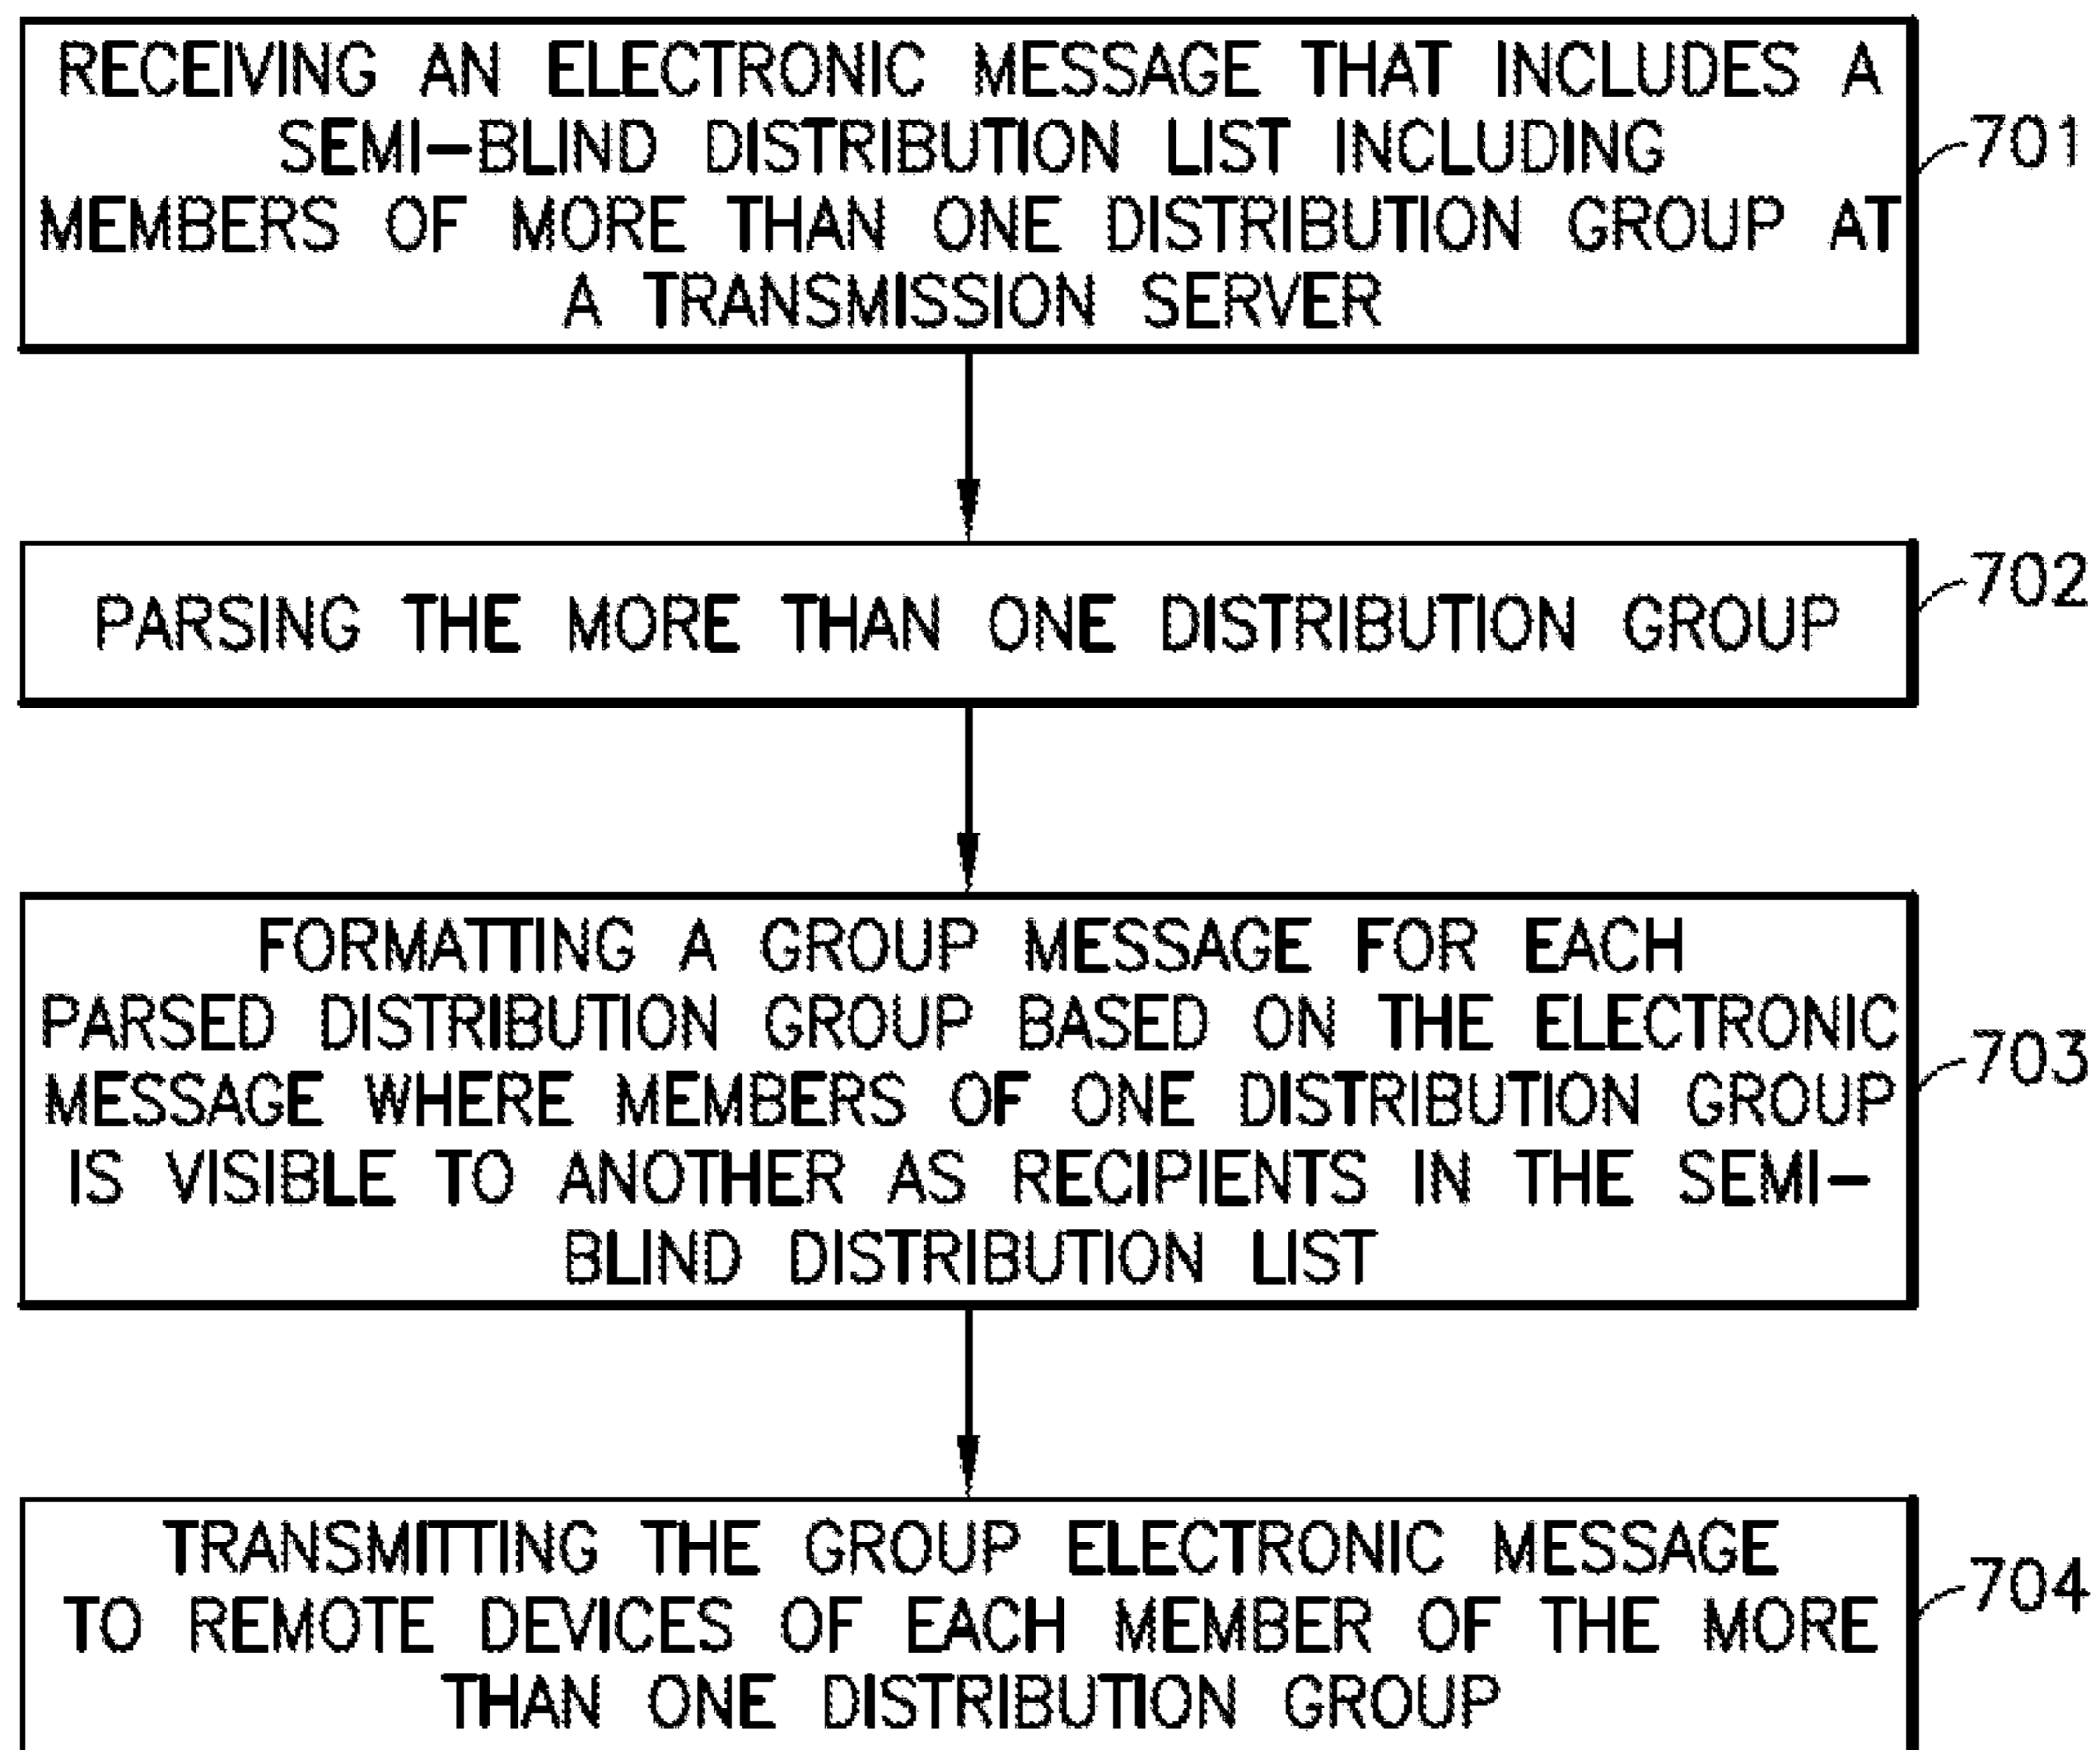 RECEIVING AN ELECTRONIC MESSAGE THAT INCLUDES A
SEMI-BLIND DISTRIBUTION LIST INCLUDING
MEMBERS OF MORE THAN ONE DISTRIBUTION GROUP AT
A TRANSMISSION SERVER
701
PARSING THE MORE THAN ONE DISTRIBUTION GROUP
702
FORMATTING A GROUP MESSAGE FOR EACH
PARSED DISTRIBUTION GROUP BASED ON THE ELECTRONIC
MESSAGE WHERE MEMBERS OF ONE DISTRIBUTION GROUP
IS VISIBLE TO ANOTHER AS RECIPIENTS IN THE SEMI-
BLIND DISTRIBUTION LIST
703
TRANSMITTING THE GROUP ELECTRONIC MESSAGE
TO REMOTE DEVICES OF EACH MEMBER OF THE MORE
THAN ONE DISTRIBUTION GROUP
704